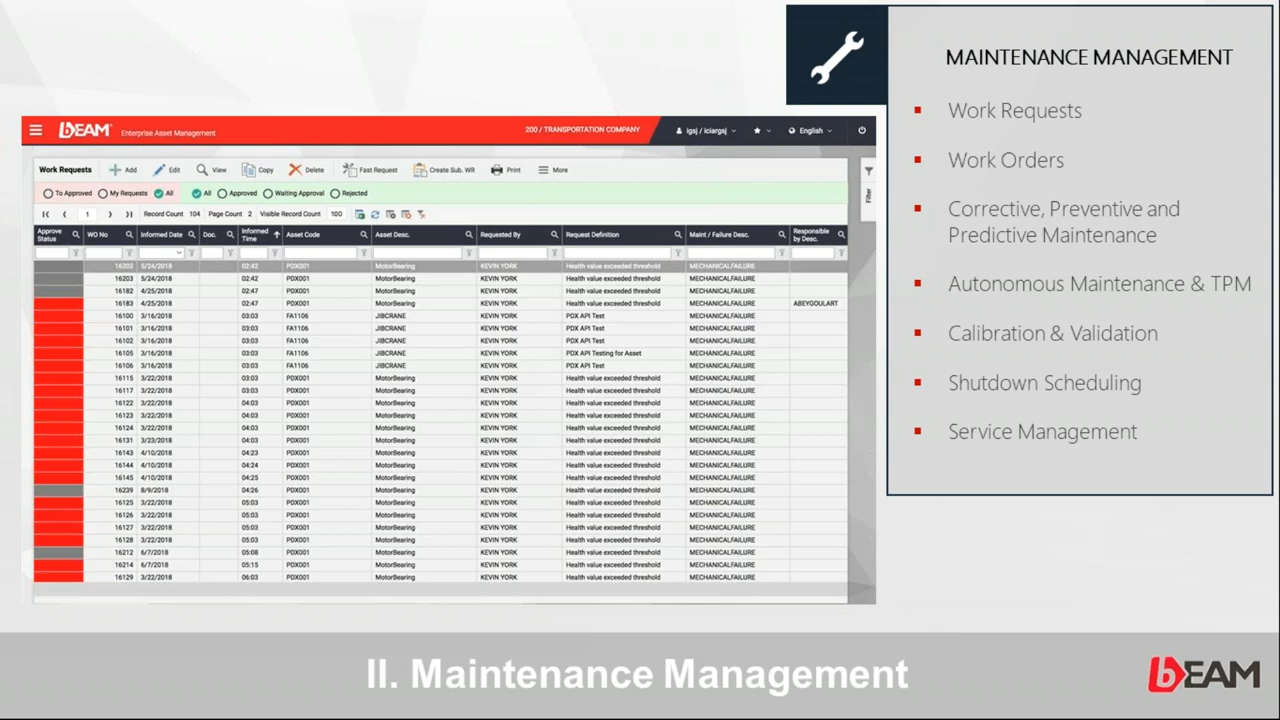 MAINTENANCE MANAGEMENT
Work Requests
Work Orders
Corrective, Preventive and
Predictive Maintenance
Autonomous Maintenance & TPM
Calibration & Validation
Shutdown Scheduling
Service Management
bEAM Enterprise Asset Management 200 / TRANSPORTATION COMPANY igsj / iciargsj English
Work Requests Add Edit View Copy Delete Fast Request Create Sub. WR Print More
To Approved My Requests All All Approved Waiting Approval Rejected
Filter
1 Record Count 104 Page Count 2 Visible Record Count 100
Approve Status WO No Informed Date Doc. Informed Time Asset Code Asset Desc. Requested By Request Definition Maint / Failure Desc. Responsible by Desc.
16202 5/24/2018 02:42 PDX001 MotorBearing KEVIN YORK Health value exceeded threshold MECHANICALFAILURE
16203 5/24/2018 02:42 PDX001 MotorBearing KEVIN YORK Health value exceeded threshold MECHANICALFAILURE
16182 4/25/2018 02:47 PDX001 MotorBearing KEVIN YORK Health value exceeded threshold MECHANICALFAILURE
16183 4/25/2018 02:47 PDX001 MotorBearing KEVIN YORK Health value exceeded threshold MECHANICALFAILURE ABEYGOULART
16100 3/16/2018 03:03 FA1106 JIBCRANE KEVIN YORK PDX API Test MECHANICALFAILURE
16101 3/16/2018 03:03 FA1106 JIBCRANE KEVIN YORK PDX API Test MECHANICALFAILURE
16102 3/16/2018 03:03 FA1106 JIBCRANE KEVIN YORK PDX API Test MECHANICALFAILURE
16105 3/16/2018 03:03 FA1106 JIBCRANE KEVIN YORK PDX API Testing for Asset MECHANICALFAILURE
16106 3/16/2018 03:03 FA1106 JIBCRANE KEVIN YORK PDX API Test MECHANICALFAILURE
16115 3/22/2018 03:03 PDX001 MotorBearing KEVIN YORK Health value exceeded threshold MECHANICALFAILURE
16117 3/22/2018 03:03 PDX001 MotorBearing KEVIN YORK Health value exceeded threshold MECHANICALFAILURE
16122 3/22/2018 04:03 PDX001 MotorBearing KEVIN YORK Health value exceeded threshold MECHANICALFAILURE
16123 3/22/2018 04:03 PDX001 MotorBearing KEVIN YORK Health value exceeded threshold MECHANICALFAILURE
16124 3/22/2018 04:03 PDX001 MotorBearing KEVIN YORK Health value exceeded threshold MECHANICALFAILURE
16131 3/23/2018 04:03 PDX001 MotorBearing KEVIN YORK Health value exceeded threshold MECHANICALFAILURE
16143 4/10/2018 04:23 PDX001 MotorBearing KEVIN YORK Health value exceeded threshold MECHANICALFAILURE
16144 4/10/2018 04:24 PDX001 MotorBearing KEVIN YORK Health value exceeded threshold MECHANICALFAILURE
16145 4/10/2018 04:25 PDX001 MotorBearing KEVIN YORK Health value exceeded threshold MECHANICALFAILURE
16239 8/9/2018 04:26 PDX001 MotorBearing KEVIN YORK Health value exceeded threshold MECHANICALFAILURE
16125 3/22/2018 05:03 PDX001 MotorBearing KEVIN YORK Health value exceeded threshold MECHANICALFAILURE
16126 3/22/2018 05:03 PDX001 MotorBearing KEVIN YORK Health value exceeded threshold MECHANICALFAILURE
16127 3/22/2018 05:03 PDX001 MotorBearing KEVIN YORK Health value exceeded threshold MECHANICALFAILURE
16128 3/22/2018 05:03 PDX001 MotorBearing KEVIN YORK Health value exceeded threshold MECHANICALFAILURE
16212 6/7/2018 05:08 PDX001 MotorBearing KEVIN YORK Health value exceeded threshold MECHANICALFAILURE
16214 6/7/2018 05:15 PDX001 MotorBearing KEVIN YORK Health value exceeded threshold MECHANICALFAILURE
16129 3/22/2018 06:03 PDX001 MotorBearing KEVIN YORK Health value exceeded threshold MECHANICALFAILURE
II. Maintenance Management
bEAM